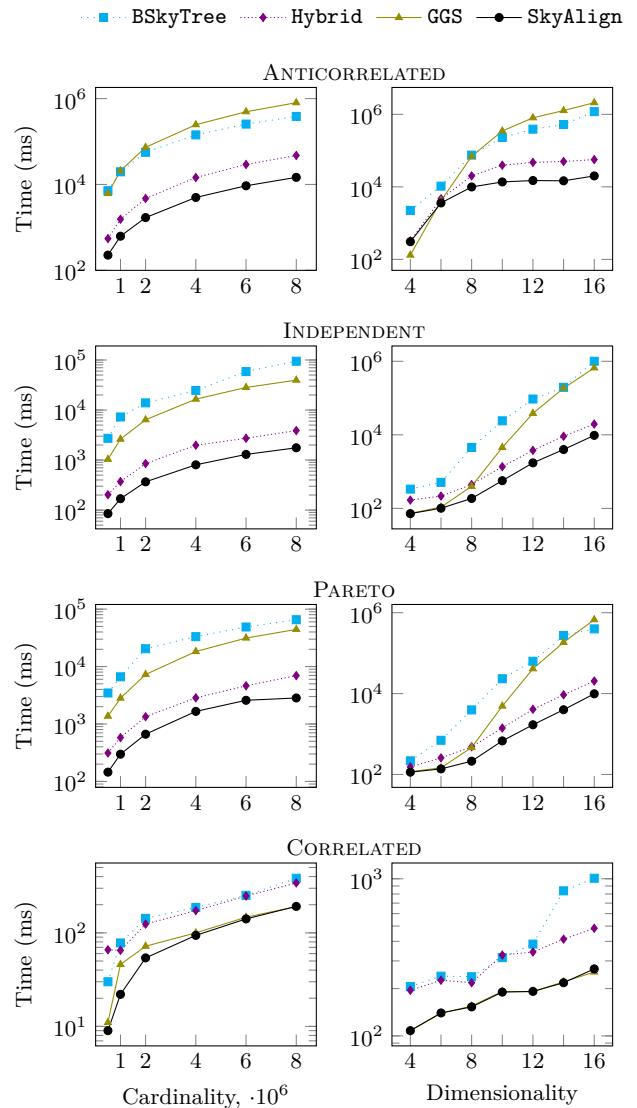 BSkyTree Hybrid GGS SkyAlign
ANTICORRELATED
Time (ms)
10^6
10^4
10^2
1 2 4 6 8
10^6
10^4
10^2
4 8 12 16
INDEPENDENT
Time (ms)
10^5
10^4
10^3
10^2
1 2 4 6 8
10^6
10^4
10^2
4 8 12 16
PARETO
Time (ms)
10^5
10^4
10^3
10^2
1 2 4 6 8
10^6
10^4
10^2
4 8 12 16
CORRELATED
Time (ms)
10^2
10^1
1 2 4 6 8
Cardinality, ·10^6
10^3
10^2
4 6 8 10 12 14 16
Dimensionality